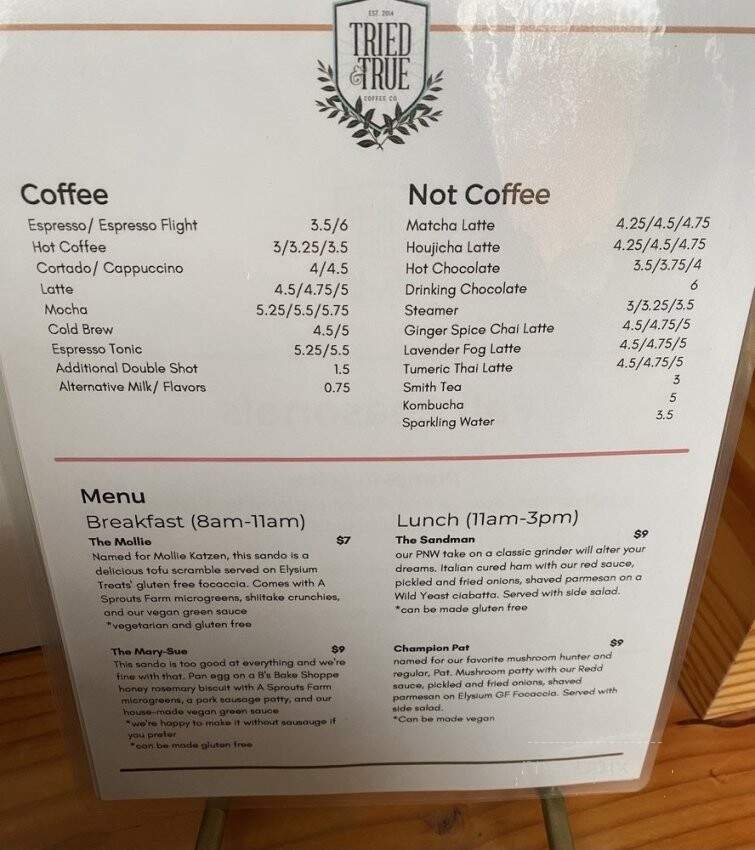 EST. 2014
TRIED
& TRUE
COFFEE CO
Coffee
Espresso/ Espresso Flight 3.5/6
Hot Coffee 3/3.25/3.5
Cortado/ Cappuccino 4/4.5
Latte 4.5/4.75/5
Mocha 5.25/5.5/5.75
Cold Brew 4.5/5
Espresso Tonic 5.25/5.5
Additional Double Shot 1.5
Alternative Milk/ Flavors 0.75
Not Coffee
Matcha Latte 4.25/4.5/4.75
Houjicha Latte 4.25/4.5/4.75
Hot Chocolate 3.5/3.75/4
Drinking Chocolate 6
Steamer 3/3.25/3.5
Ginger Spice Chai Latte 4.5/4.75/5
Lavender Fog Latte 4.5/4.75/5
Tumeric Thai Latte 4.5/4.75/5
Smith Tea 3
Kombucha 5
Sparkling Water 3.5
Menu
Breakfast (8am-11am)
The Mollie $7
Named for Mollie Katzen, this sando is a
delicious tofu scramble served on Elysium
Treats' gluten free focaccia. Comes with A
Sprouts Farm microgreens, shiitake crunchies,
and our vegan green sauce
*vegetarian and gluten free
The Mary-Sue $9
This sando is too good at everything and we're
fine with that. Pan egg on a B's Bake Shoppe
honey rosemary biscuit with A Sprouts Farm
microgreens, a pork sausage patty, and our
house-made vegan green sauce
*we're happy to make it without sausauge if
you prefer
*can be made gluten free
Lunch (11am-3pm)
The Sandman $9
our PNW take on a classic grinder will alter your
dreams. Italian cured ham with our red sauce,
pickled and fried onions, shaved parmesan on a
Wild Yeast ciabatta. Served with side salad.
*can be made gluten free
Champion Pat $9
named for our favorite mushroom hunter and
regular, Pat. Mushroom patty with our Redd
sauce, pickled and fried onions, shaved
parmesan on Elysium GF Focaccia. Served with
side salad.
*Can be made vegan